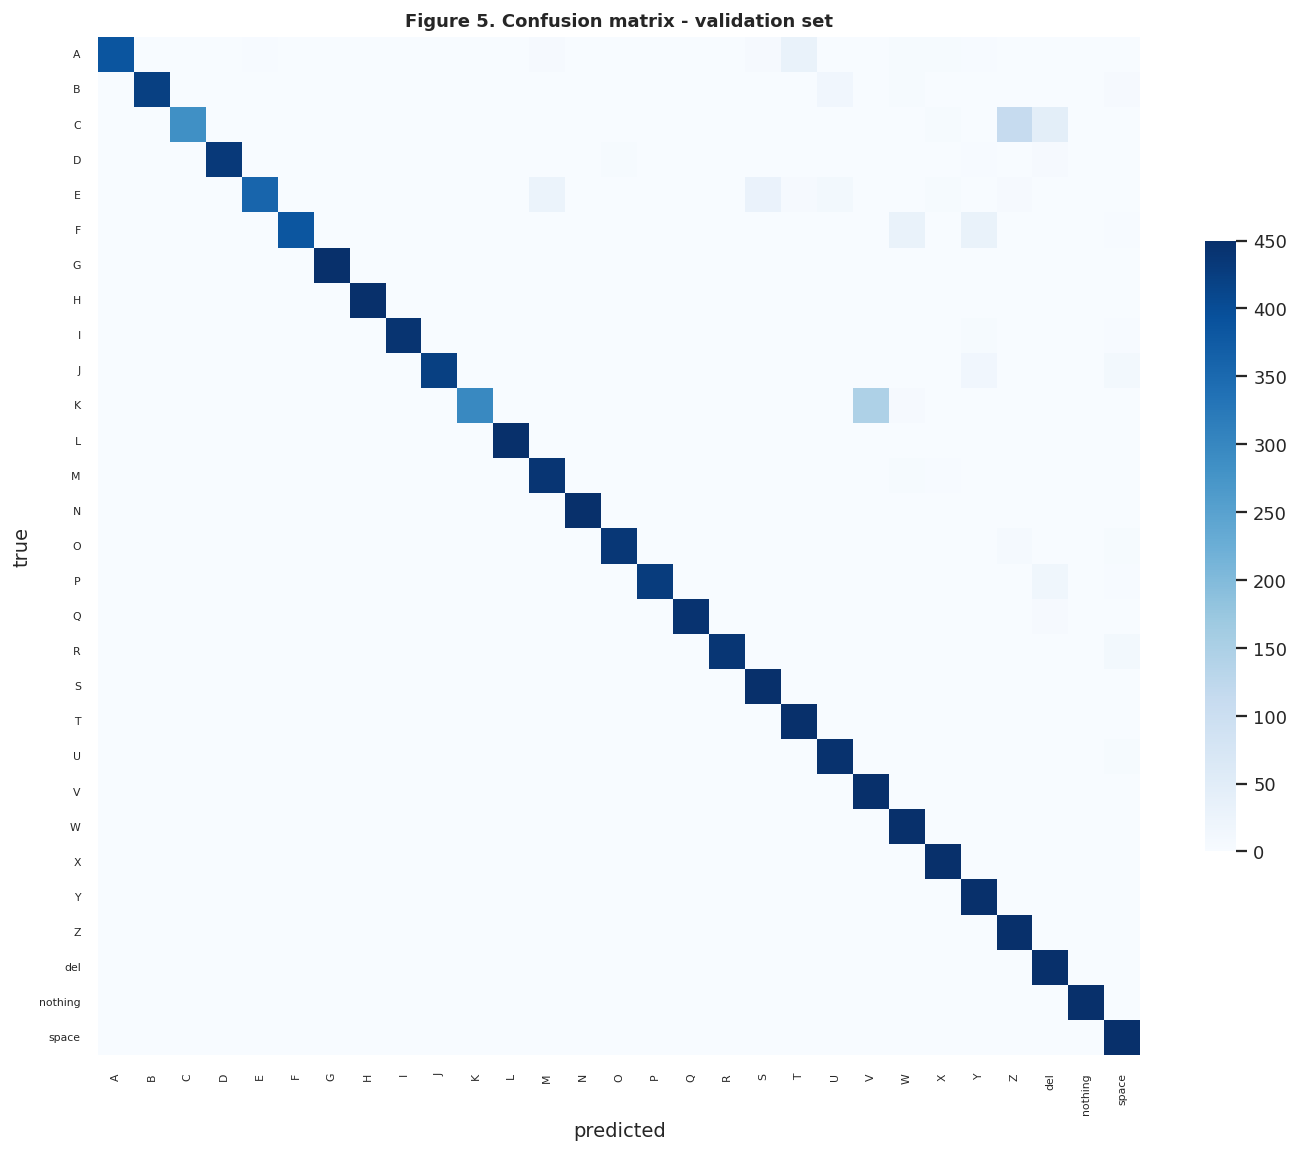 Figure 5. Confusion matrix - validation set
true
A
B
C
D
E
F
G
H
I
J
K
L
M
N
O
P
Q
R
S
T
U
V
W
X
Y
Z
del
nothing
space
A B C D E F G H I J K L M N O P Q R S T U V W X Y Z del nothing space
predicted
450
400
350
300
250
200
150
100
50
0